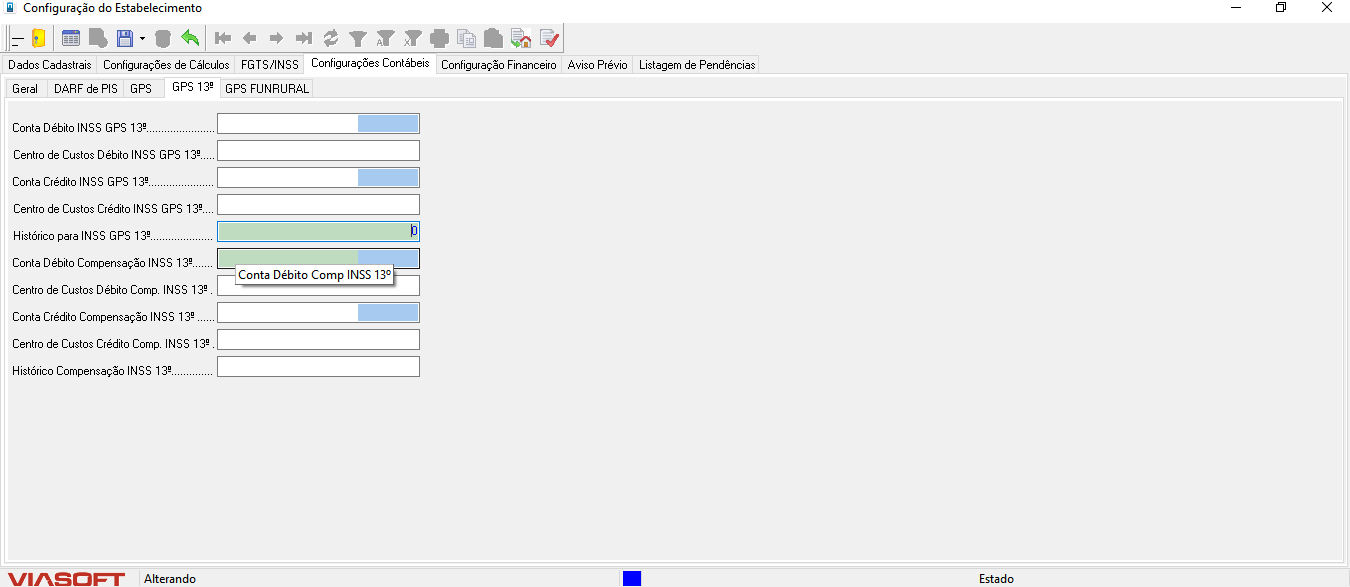 Configuração do Estabelecimento
Dados Cadastrais Configurações de Cálculos FGTS/INSS Configurações Contábeis Configuração Financeiro Aviso Prévio Listagem de Pendências
Geral DARF de PIS GPS GPS 13º GPS FUNRURAL
Conta Débito INSS GPS 13º......................
Centro de Custos Débito INSS GPS 13º.....
Conta Crédito INSS GPS 13º.....................
Centro de Custos Crédito INSS GPS 13º....
Histórico para INSS GPS 13º..................... 0
Conta Débito Compensação INSS 13º.......
Conta Débito Comp INSS 13º
Centro de Custos Débito Comp. INSS 13º .
Conta Crédito Compensação INSS 13º ......
Centro de Custos Crédito Comp. INSS 13º .
Histórico Compensação INSS 13º..............
VIASOFT Alterando Estado